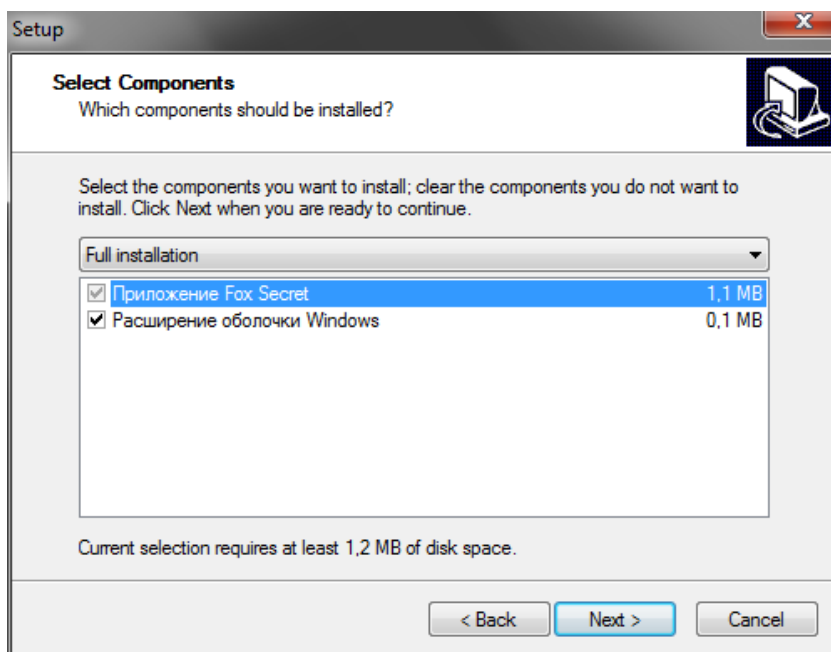 Setup
Select Components
Which components should be installed?
Select the components you want to install; clear the components you do not want to
install. Click Next when you are ready to continue.
Full installation
Приложение Fox Secret 1,1 MB
Расширение оболочки Windows 0,1 MB
Current selection requires at least 1,2 MB of disk space.
< Back Next > Cancel